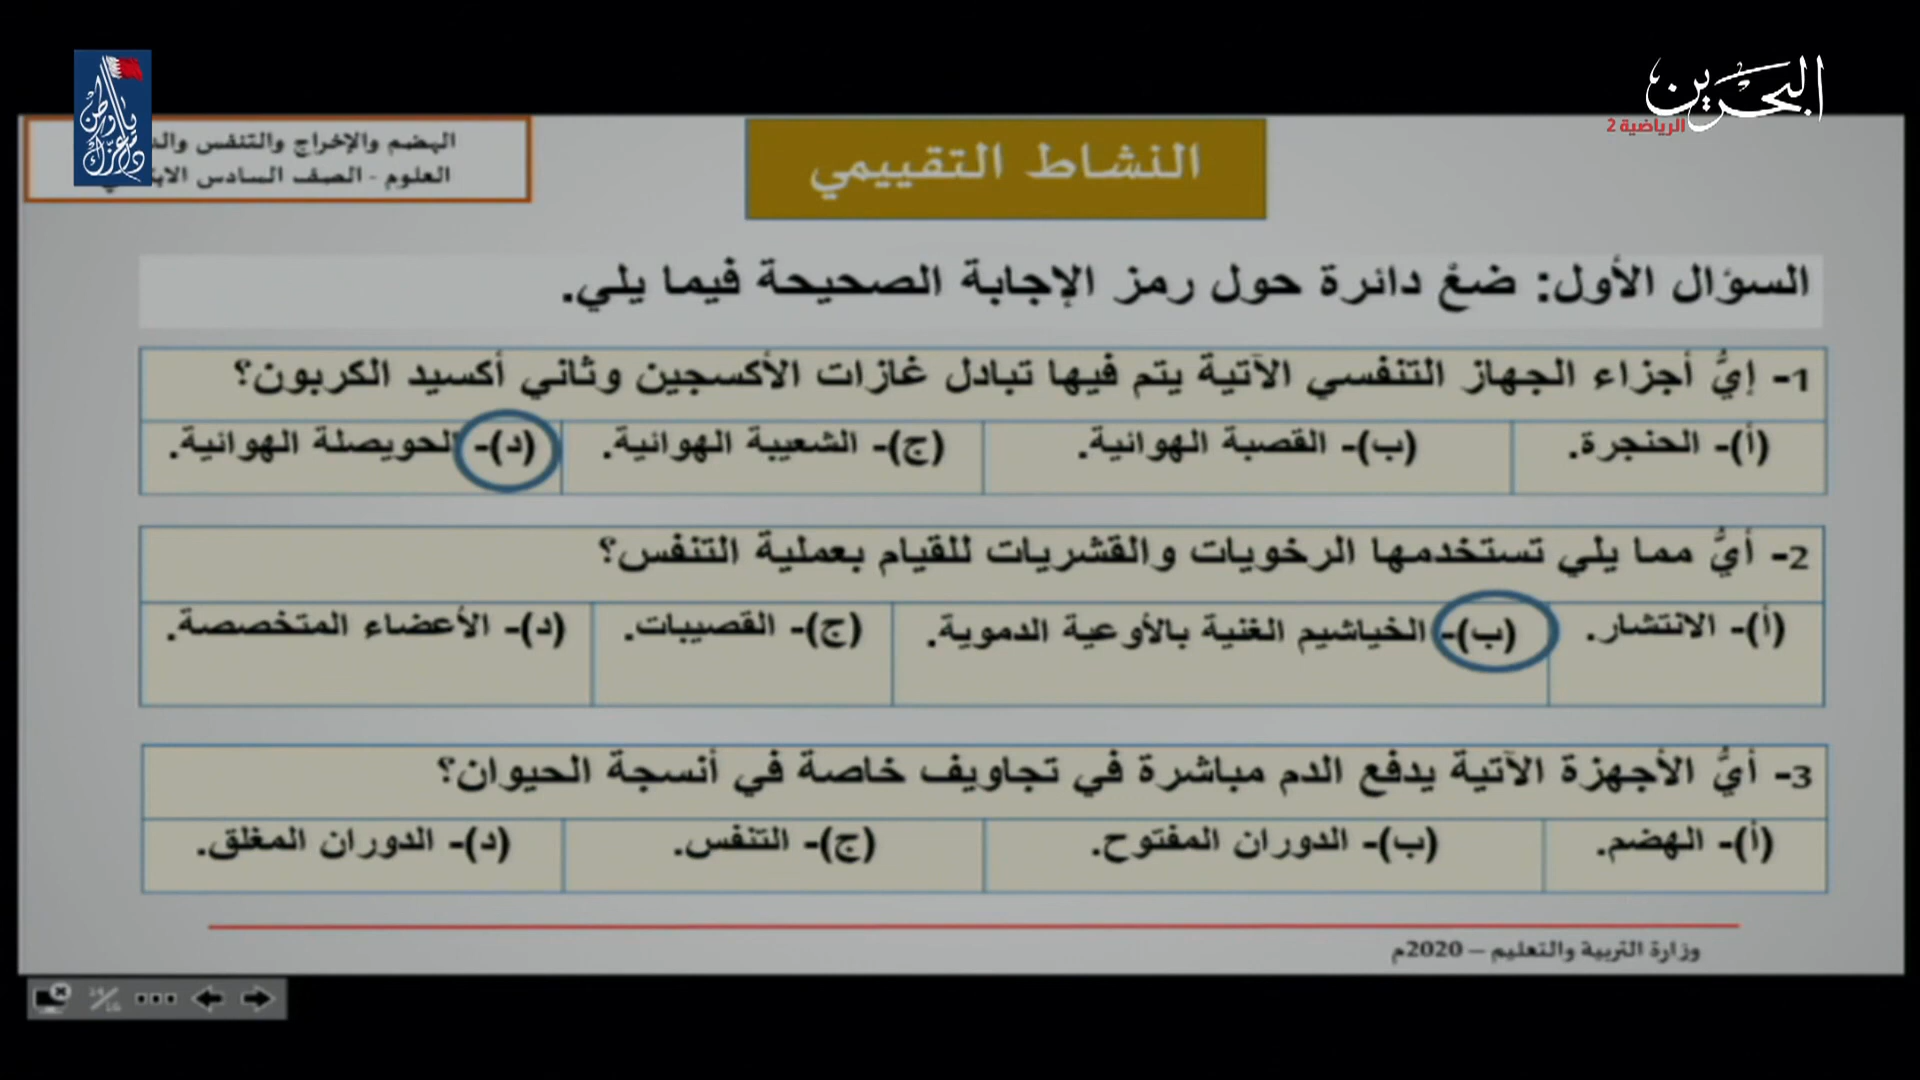 البحرين
الرياضية 2
يا وطن
دام عزك
الهضم والإخراج والتنفس
العلوم - الصف السادس
النشاط التقييمي
السؤال الأول: ضعْ دائرة حول رمز الإجابة الصحيحة فيما يلي.
1- إيُّ أجزاء الجهاز التنفسي الآتية يتم فيها تبادل غازات الأكسجين وثاني أكسيد الكربون؟
(أ)- الحنجرة. (ب)- القصبة الهوائية. (ج)- الشعيبة الهوائية. (د)- الحويصلة الهوائية.
2- أيُّ مما يلي تستخدمها الرخويات والقشريات للقيام بعملية التنفس؟
(أ)- الانتشار. (ب)- الخياشيم الغنية بالأوعية الدموية. (ج)- القصيبات. (د)- الأعضاء المتخصصة.
3- أيُّ الأجهزة الآتية يدفع الدم مباشرة في تجاويف خاصة في أنسجة الحيوان؟
(أ)- الهضم. (ب)- الدوران المفتوح. (ج)- التنفس. (د)- الدوران المغلق.
وزارة التربية والتعليم – 2020م